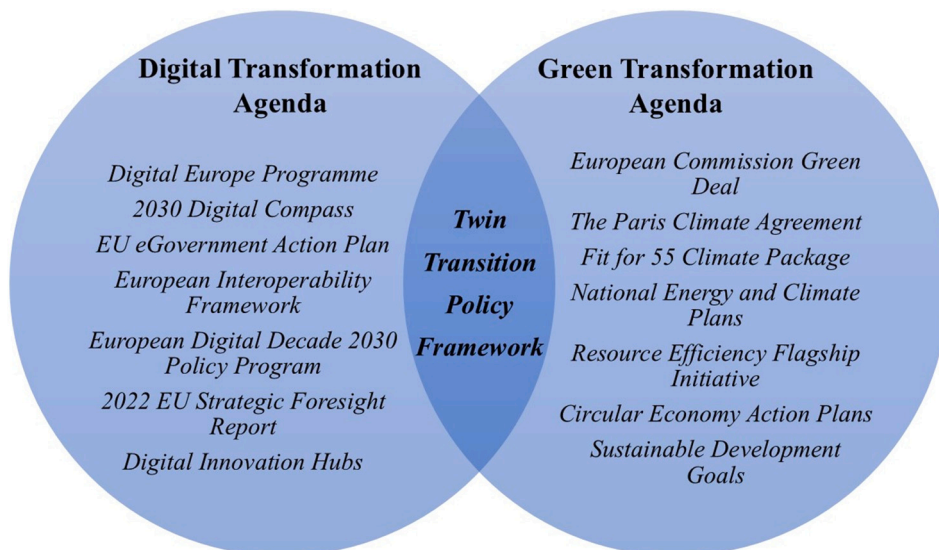 Digital Transformation
Agenda
Digital Europe Programme
2030 Digital Compass
EU eGovernment Action Plan
European Interoperability
Framework
European Digital Decade 2030
Policy Program
2022 EU Strategic Foresight
Report
Digital Innovation Hubs
Twin
Transition
Policy
Framework
Green Transformation
Agenda
European Commission Green
Deal
The Paris Climate Agreement
Fit for 55 Climate Package
National Energy and Climate
Plans
Resource Efficiency Flagship
Initiative
Circular Economy Action Plans
Sustainable Development
Goals